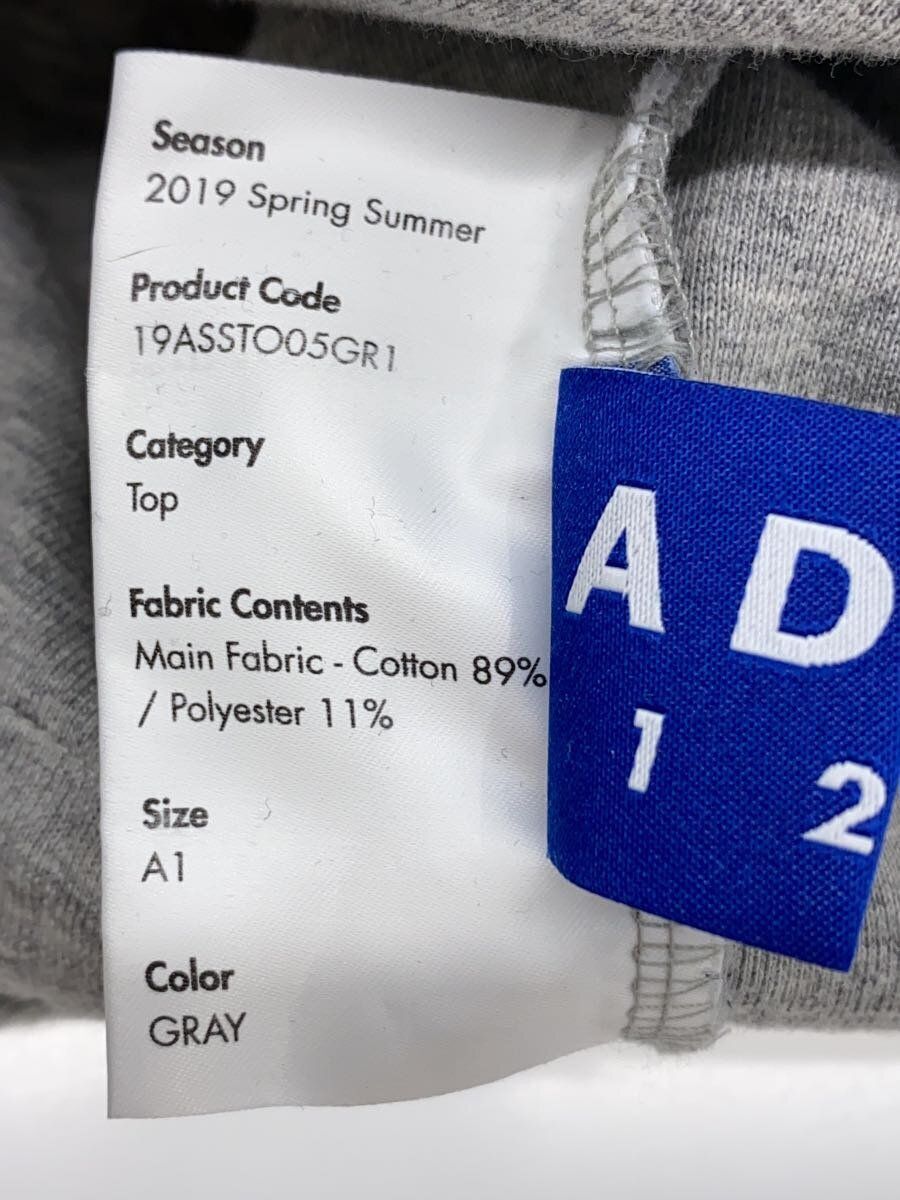 Season
2019 Spring Summer
Product Code
19ASSTO05GR1
Category
Top
Fabric Contents
Main Fabric - Cotton 89%
/ Polyester 11%
Size
A1
Color
GRAY
A D
1 2